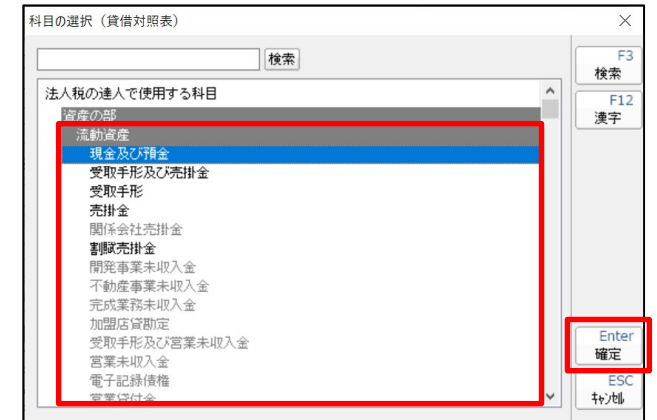 科目の選択（貸借対照表）
検索
F3
検索
F12
漢字
法人税の達人で使用する科目
資産の部
流動資産
現金及び預金
受取手形及び売掛金
受取手形
売掛金
関係会社売掛金
割賦売掛金
開発事業未収入金
不動産事業未収入金
完成業務未収入金
加盟店貸勘定
受取手形及び営業未収入金
営業未収入金
電子記録債権
営業貸付金
Enter
確定
ESC
ｷｬﾝｾﾙ